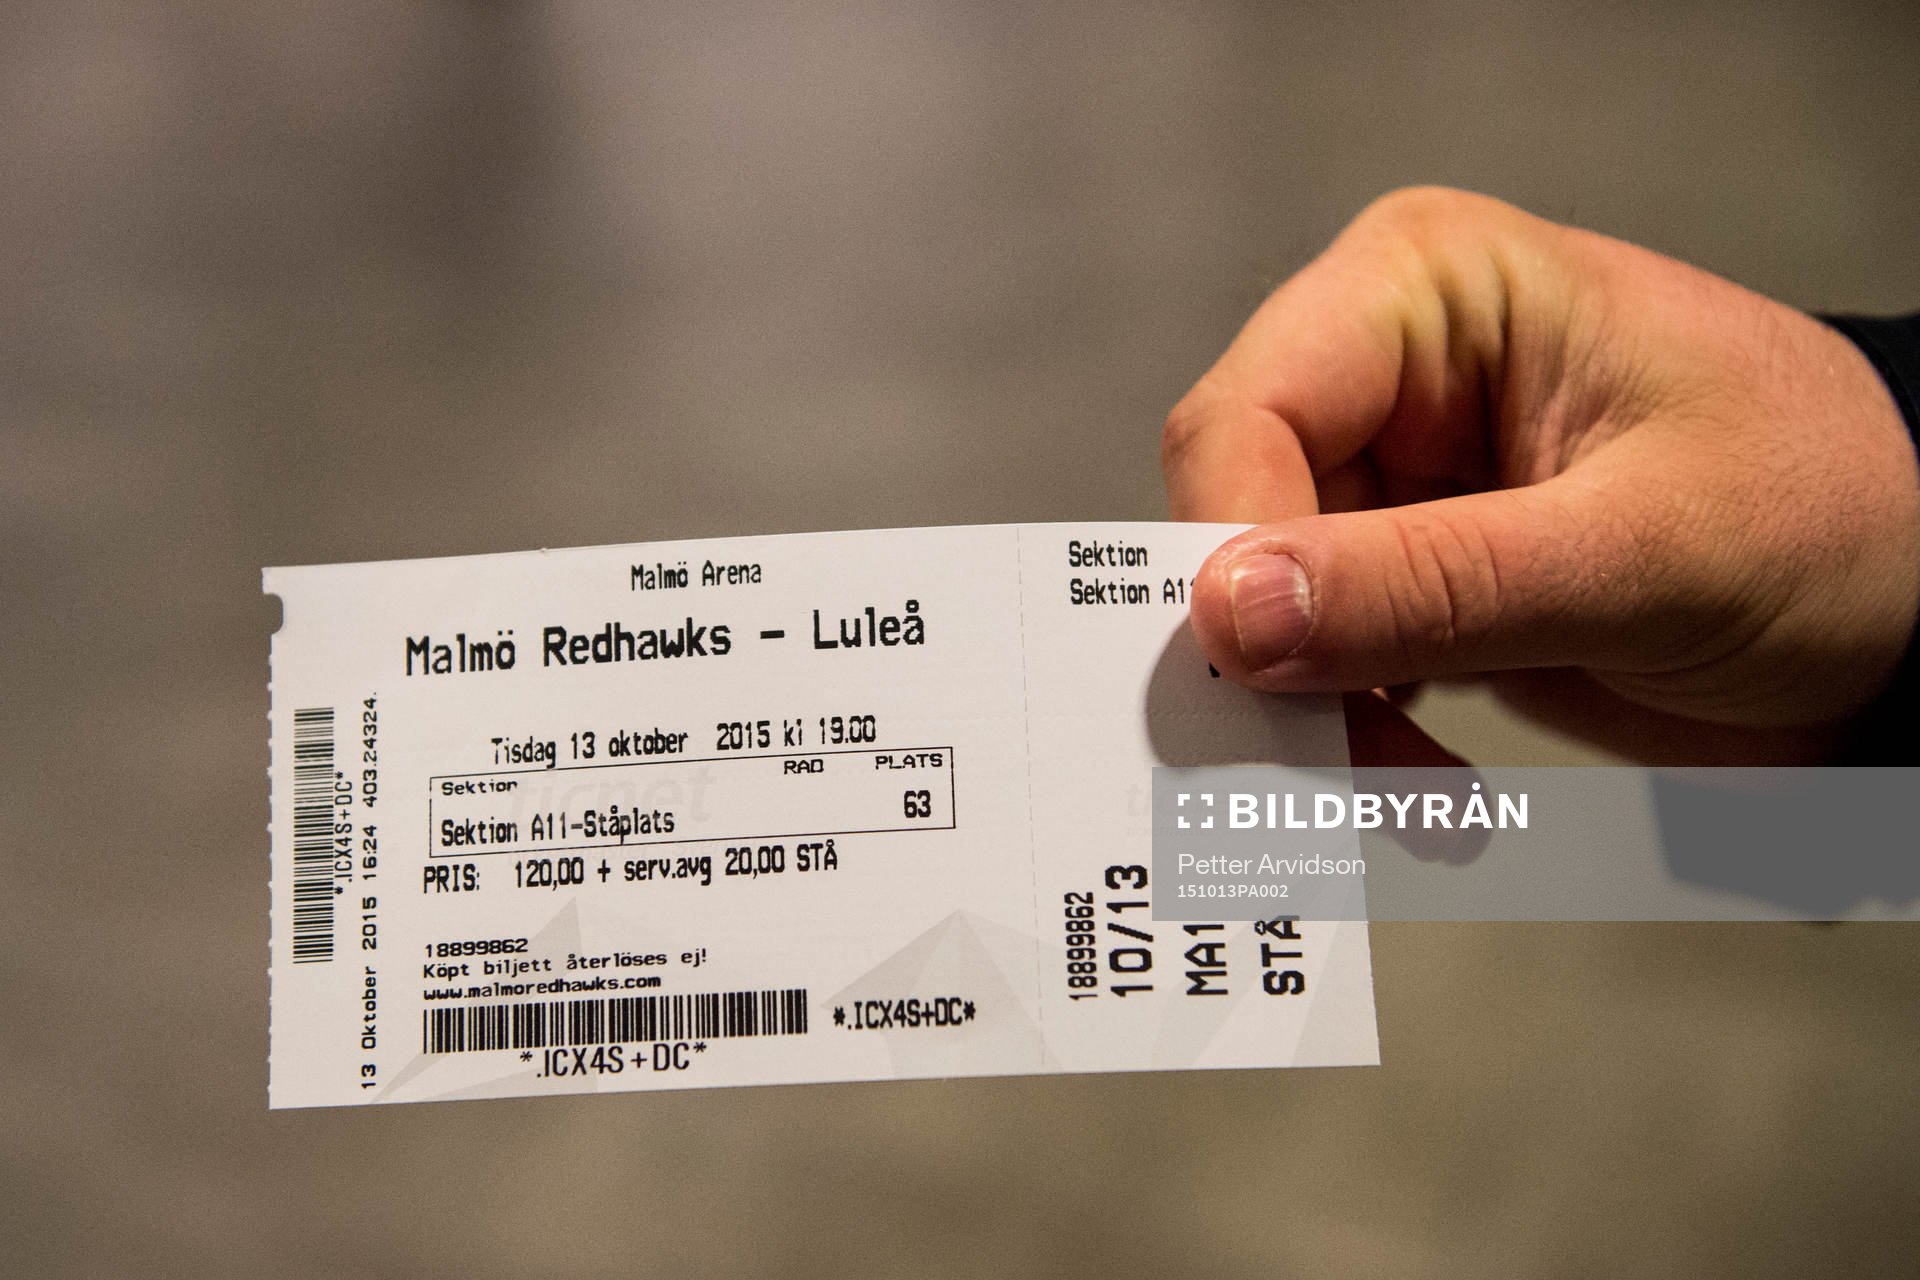 Malmö Arena
Malmö Redhawks - Luleå
Tisdag 13 oktober 2015 kl 19.00
Sektion RAD PLATS
Sektion A11-Ståplats 63
PRIS: 120,00 + serv.avg 20,00 STÅ
18899862
Köpt biljett återlöses ej!
www.malmoredhawks.com
*.ICX4S+DC*
*.ICX4S+DC*
*.ICX4S+DC*
13 Oktober 2015 16:24 403.24324.
ticnet
Sektion
Sektion A11
18899862
10/13
MA1
STÅ
BILDBYRÅN
Petter Arvidson
151013PA002